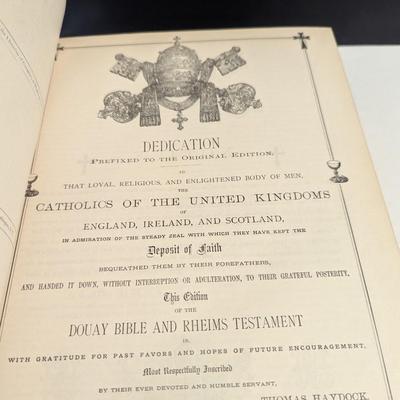 DEDICATION
PREFIXED TO THE ORIGINAL EDITION.
TO
THAT LOYAL, RELIGIOUS, AND ENLIGHTENED BODY OF MEN,
THE
CATHOLICS OF THE UNITED KINGDOMS
OF
ENGLAND, IRELAND, AND SCOTLAND,
IN ADMIRATION OF THE STEADY ZEAL WITH WHICH THEY HAVE KEPT THE
Deposit of Faith
BEQUEATHED THEM BY THEIR FOREFATHERS,
AND HANDED IT DOWN, WITHOUT INTERRUPTION OR ADULTERATION, TO THEIR GRATEFUL POSTERITY,
This Edition
OF THE
DOUAY BIBLE AND RHEIMS TESTAMENT
IS,
WITH GRATITUDE FOR PAST FAVORS AND HOPES OF FUTURE ENCOURAGEMENT,
Most Respectfully Inscribed
BY THEIR EVER DEVOTED AND HUMBLE SERVANT,
THOMAS HAYDOCK.